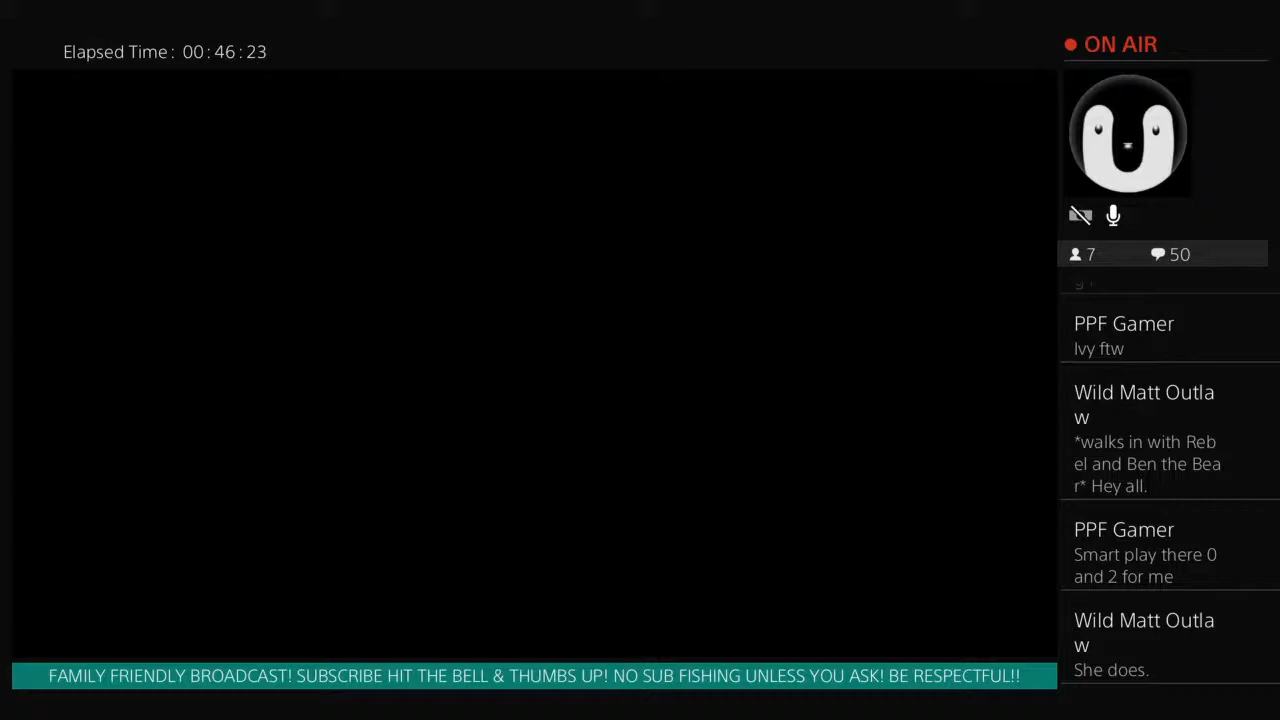 Elapsed Time: 00:46:23
ON AIR
7
50
PPF Gamer
Ivy ftw
Wild Matt Outla
w
*walks in with Reb
el and Ben the Bea
r* Hey all.
PPF Gamer
Smart play there 0
and 2 for me
Wild Matt Outla
w
She does.
FAMILY FRIENDLY BROADCAST! SUBSCRIBE HIT THE BELL & THUMBS UP! NO SUB FISHING UNLESS YOU ASK! BE RESPECTFUL!!